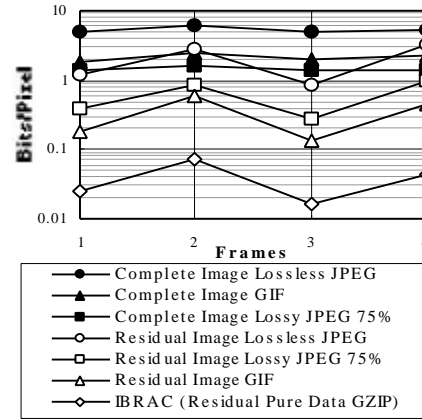 10
1
0.1
0.01
Bits/Pixel
1 2 3
Frames
Complete Image Lossless JPEG
Complete Image GIF
Complete Image Lossy JPEG 75%
Residual Image Lossless JPEG
Residual Image Lossy JPEG 75%
Residual Image GIF
IBRAC (Residual Pure Data GZIP)